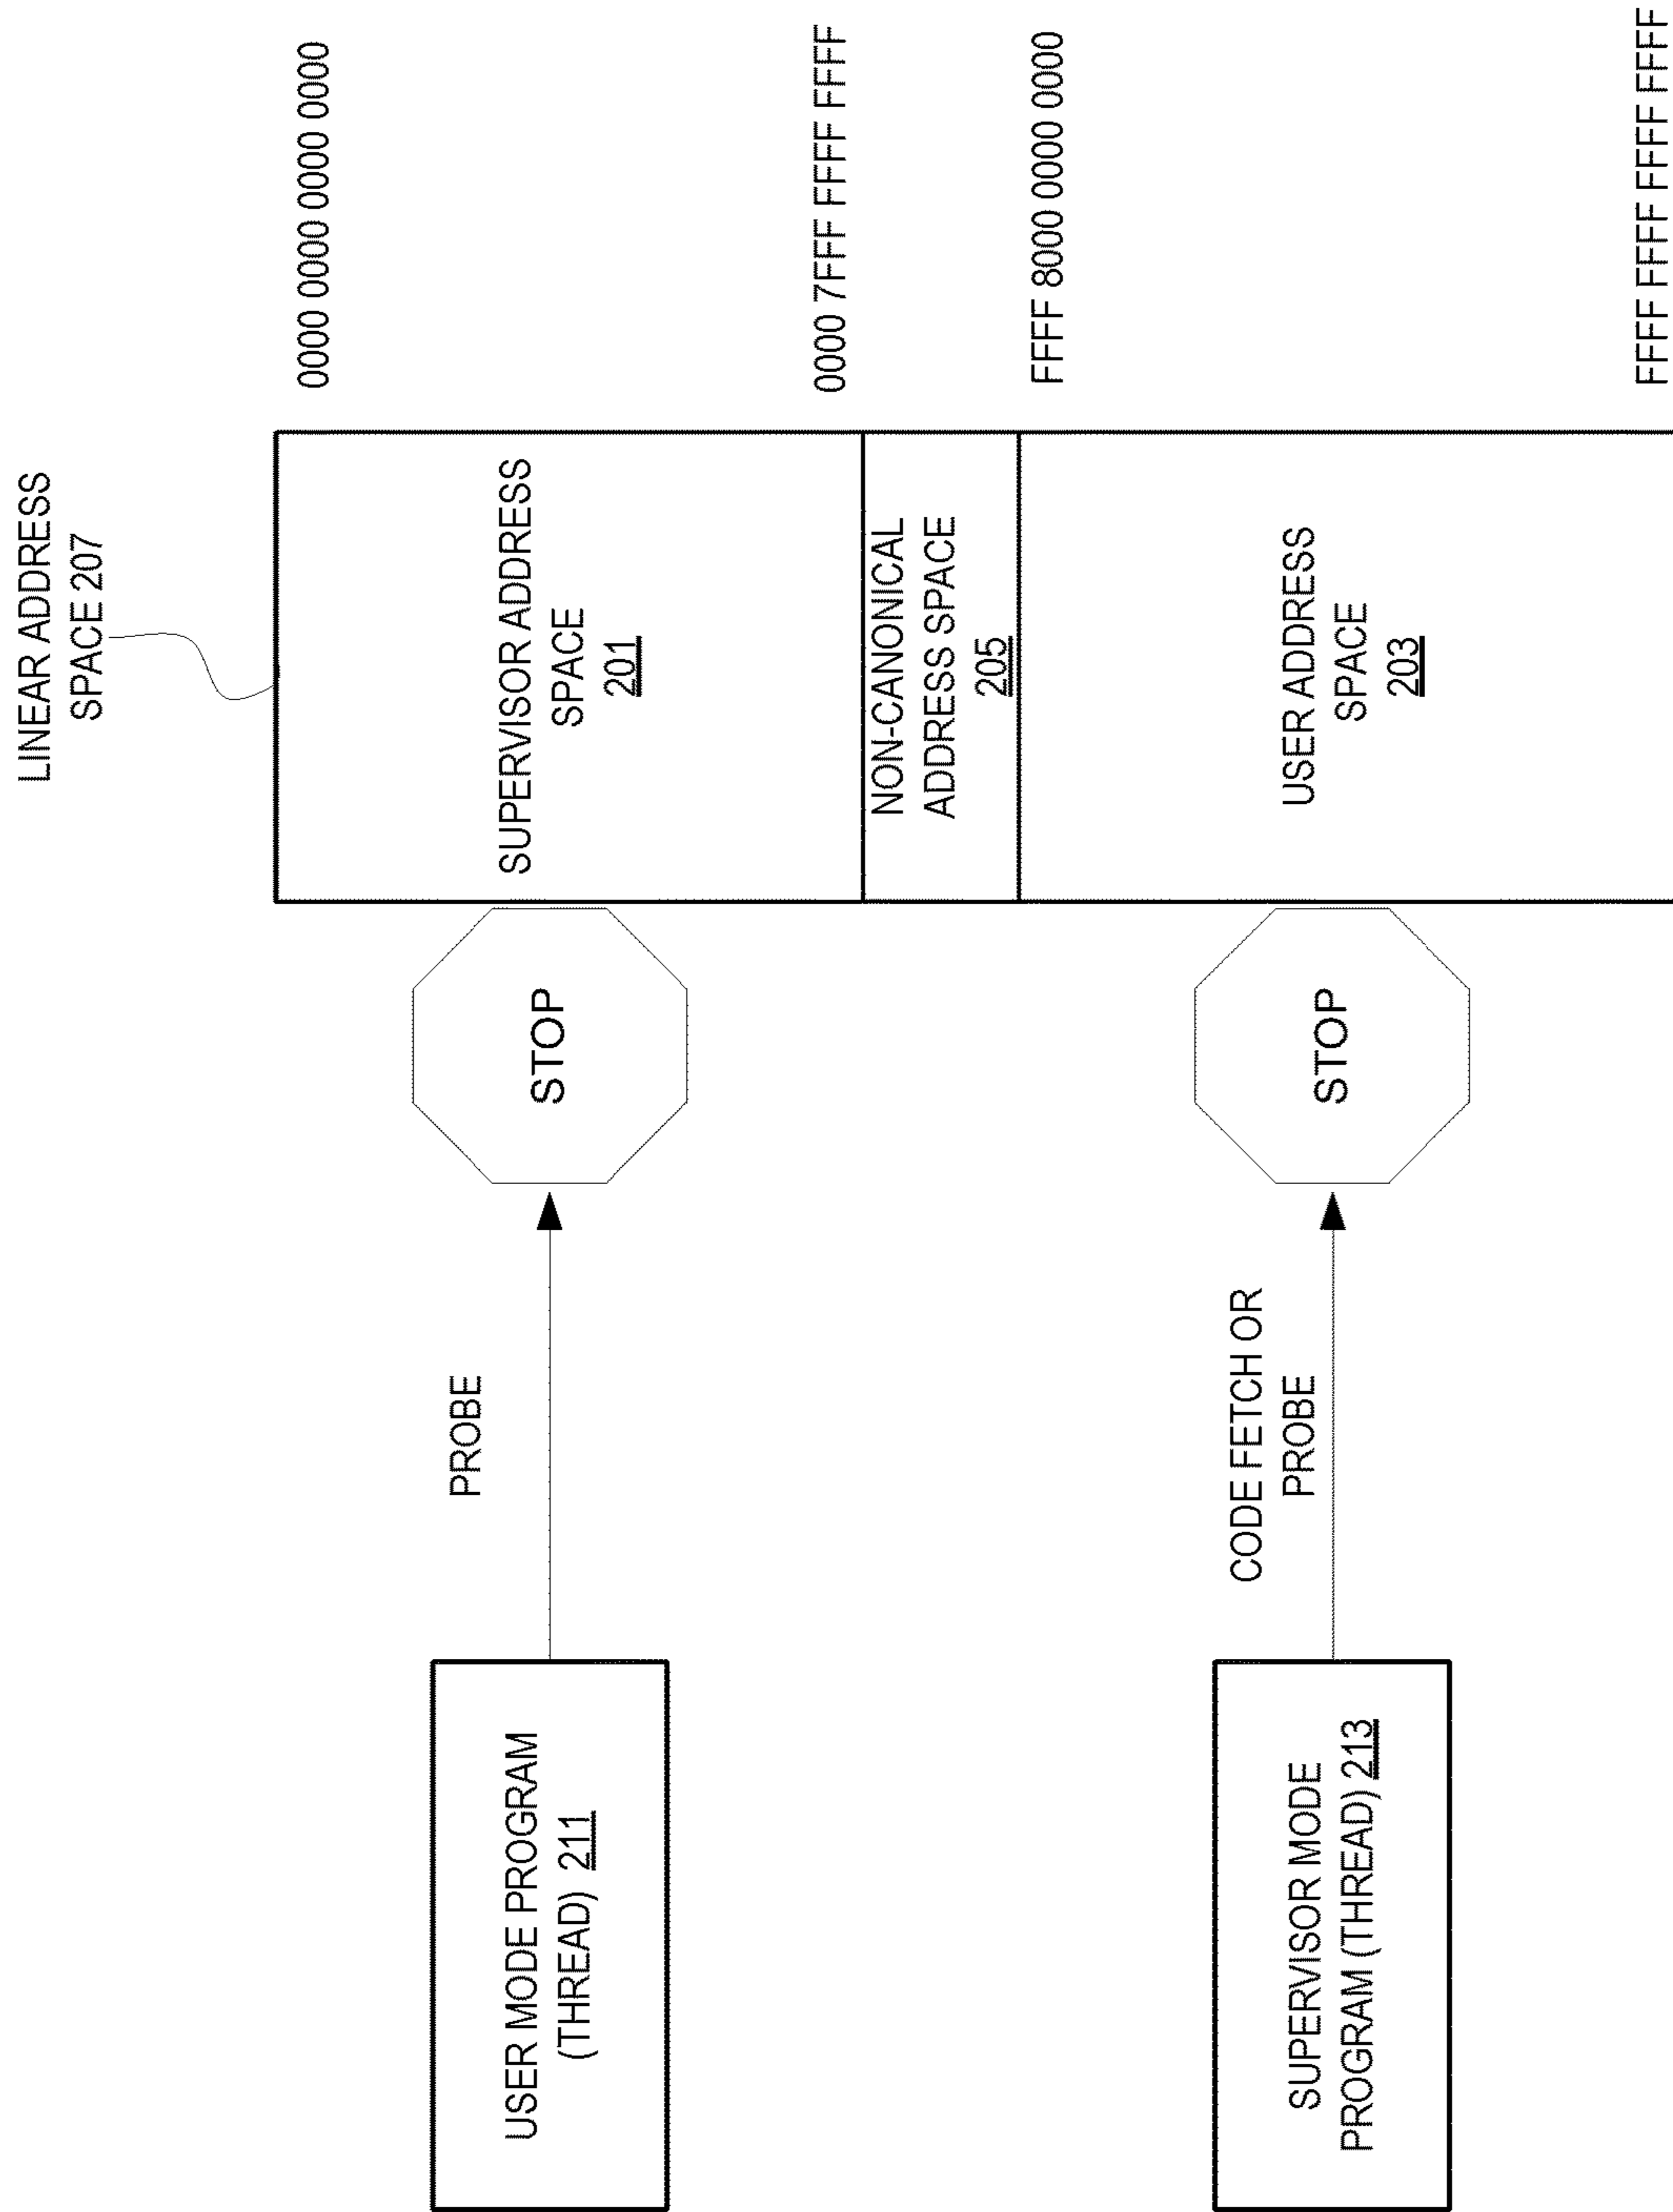 LINEAR ADDRESS
SPACE 207
0000 0000 0000 0000
SUPERVISOR ADDRESS
SPACE
201
0000 7FFF FFFF FFFF
NON-CANONICAL
ADDRESS SPACE
205
FFFF 8000 0000 0000
USER ADDRESS
SPACE
203
FFFF FFFF FFFF FFFF
STOP
STOP
PROBE
CODE FETCH OR
PROBE
USER MODE PROGRAM
(THREAD) 211
SUPERVISOR MODE
PROGRAM (THREAD) 213